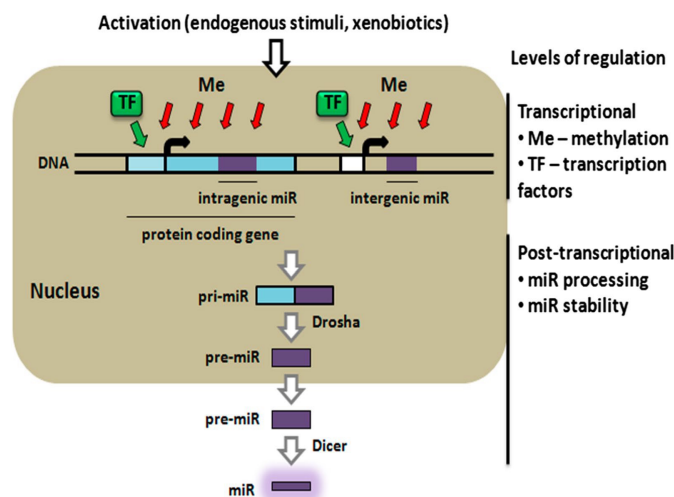 Activation (endogenous stimuli, xenobiotics)
Levels of regulation
Me
Me
TF
TF
Transcriptional
• Me – methylation
• TF – transcription
factors
DNA
intragenic miR
intergenic miR
protein coding gene
Post-transcriptional
• miR processing
• miR stability
Nucleus
pri-miR
Drosha
pre-miR
pre-miR
Dicer
miR